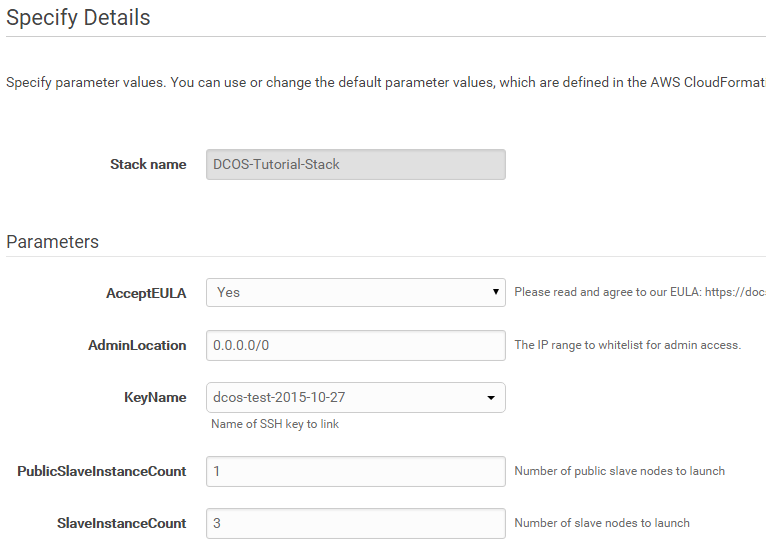 Specify Details
Specify parameter values. You can use or change the default parameter values, which are defined in the AWS CloudFormat
Stack name DCOS-Tutorial-Stack
Parameters
AcceptEULA Yes Please read and agree to our EULA: https://doc
AdminLocation 0.0.0.0/0 The IP range to whitelist for admin access.
KeyName dcos-test-2015-10-27
Name of SSH key to link
PublicSlaveInstanceCount 1 Number of public slave nodes to launch
SlaveInstanceCount 3 Number of slave nodes to launch